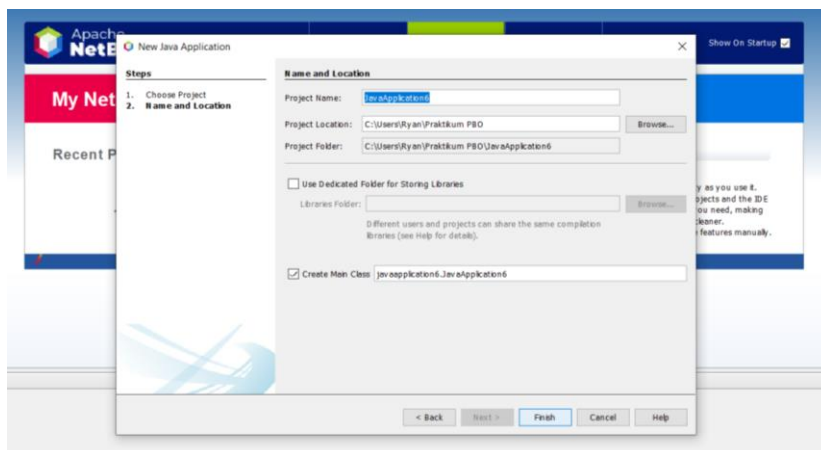 Apache
NetB
Show On Startup
New Java Application
Steps
1. Choose Project
2. Name and Location
Name and Location
Project Name: JavaApplication6
Project Location: C:\Users\Ryan\Praktikum PBO Browse...
Project Folder: C:\Users\Ryan\Praktikum PBO\JavaApplication6
Use Dedicated Folder for Storing Libraries
Libraries Folder: Browse...
Different users and projects can share the same compilation
libraries (see Help for details).
Create Main Class javaapplication6.JavaApplication6
My Net
Recent P
y as you use it.
ojects and the IDE
ou need, making
cleaner.
features manually.
< Back Next > Finish Cancel Help